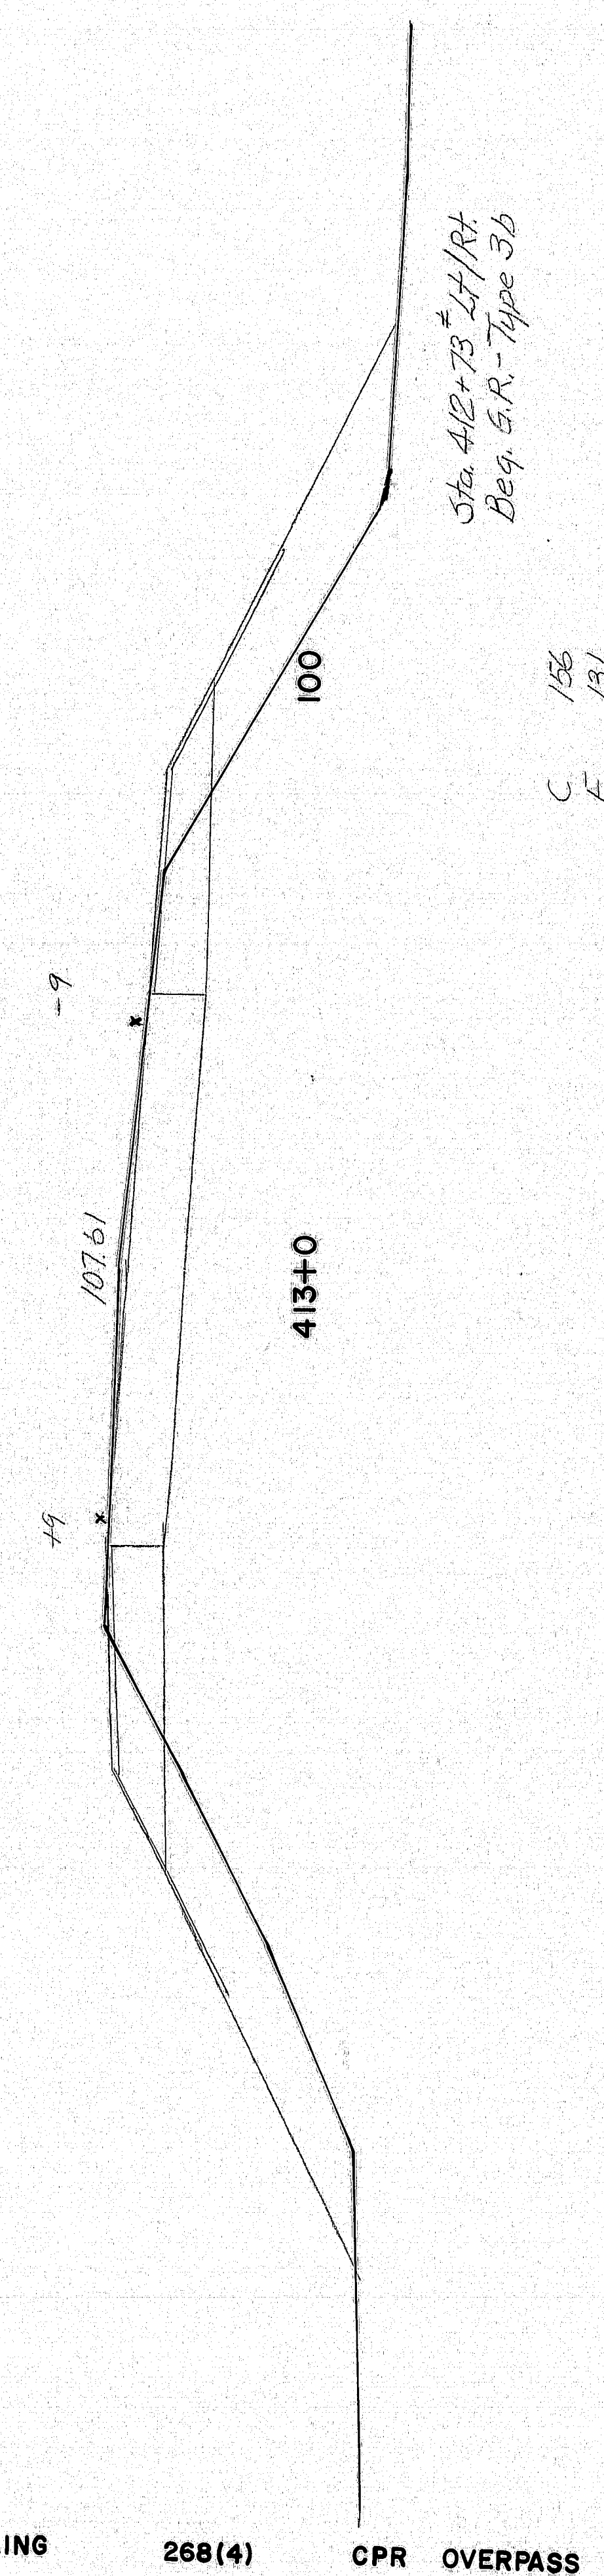 Sta. 412+73± Lt/Rt.
Beg. G.R.-Type 3b
100
C 156
F 131
-9
107.61
+9
413+0
268(4) CPR OVERPASS